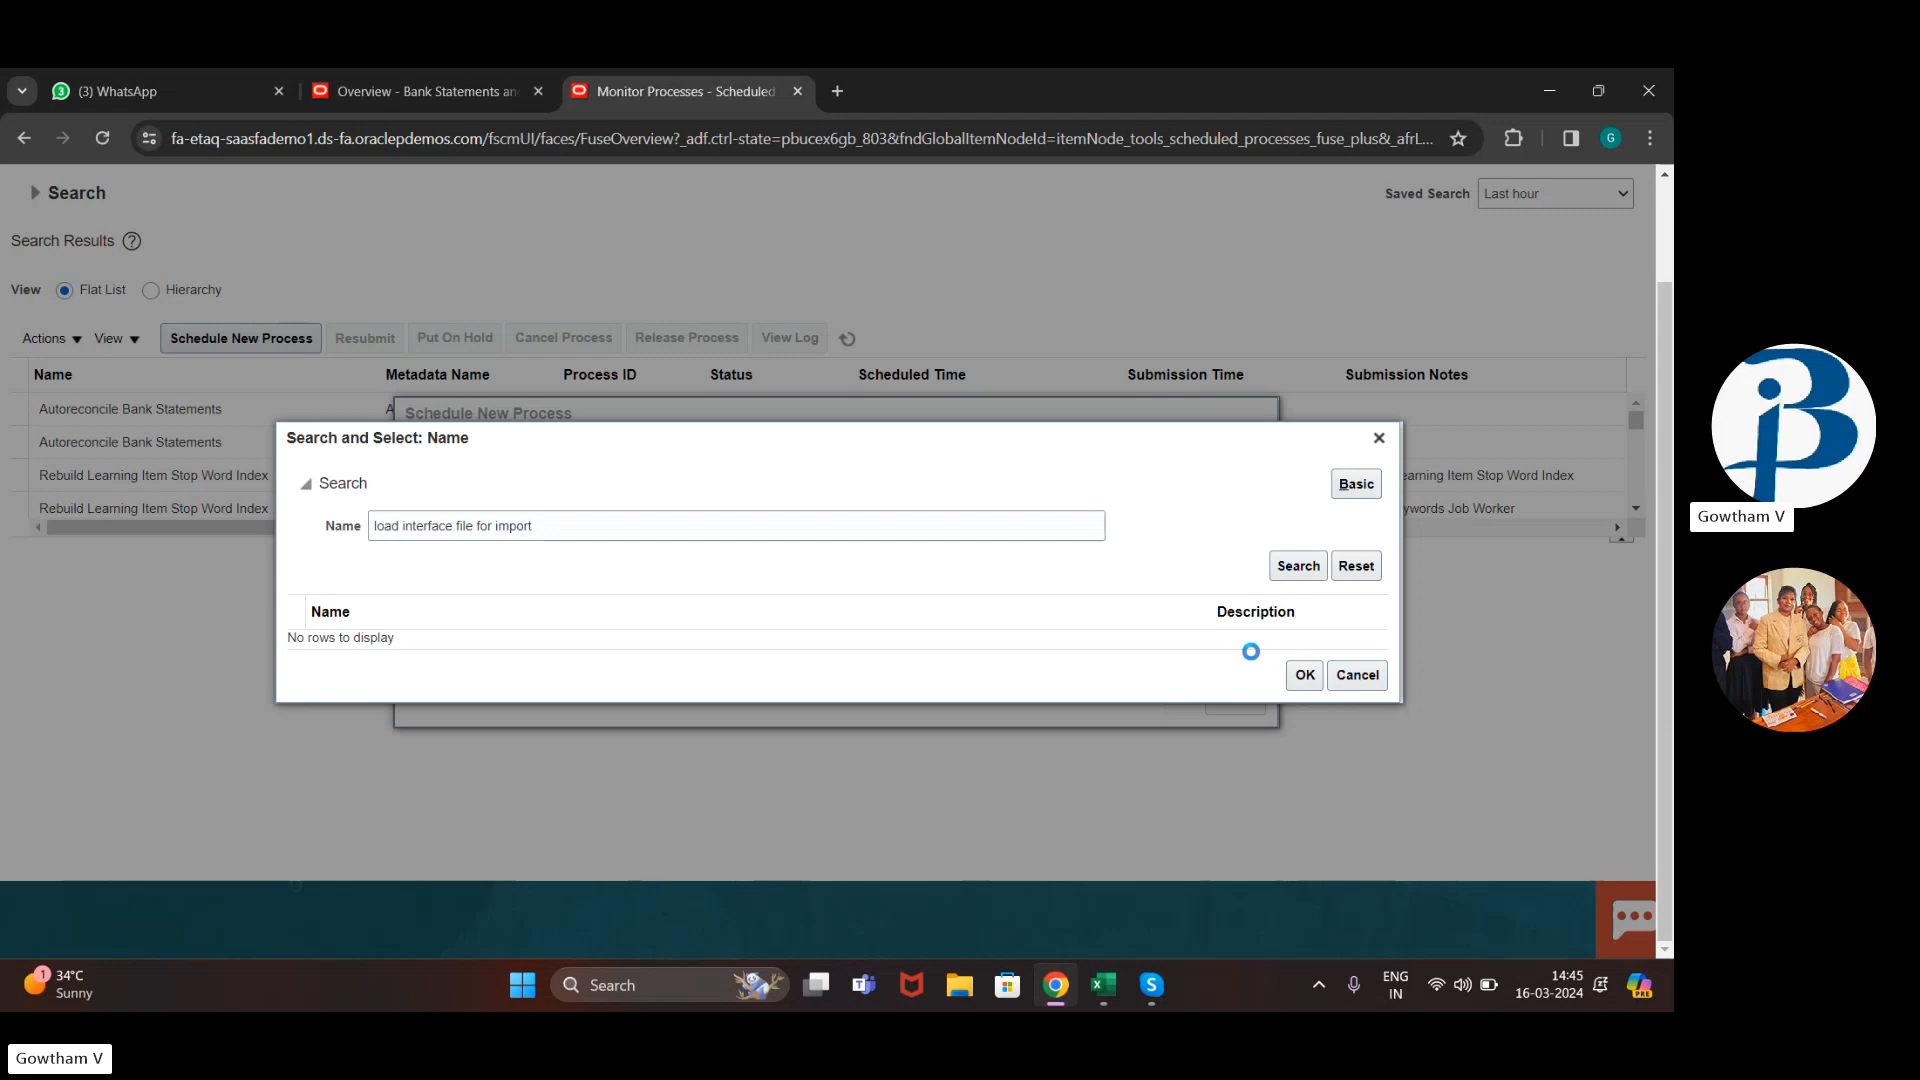 3
(3) WhatsApp
Overview - Bank Statements an
Monitor Processes - Scheduled
fa-etaq-saasfademo1.ds-fa.oraclepdemos.com/fscmUI/faces/FuseOverview?_adf.ctrl-state=pbucex6gb_803&fndGlobalItemNodeId=itemNode_tools_scheduled_processes_fuse_plus&_afrL...
G
Search
Saved Search
Last hour
Search Results ?
View
Flat List
Hierarchy
Actions
View
Schedule New Process
Resubmit
Put On Hold
Cancel Process
Release Process
View Log
Name
Metadata Name
Process ID
Status
Scheduled Time
Submission Time
Submission Notes
Autoreconcile Bank Statements
A
Autoreconcile Bank Statements
Rebuild Learning Item Stop Word Index
earning Item Stop Word Index
Rebuild Learning Item Stop Word Index
ywords Job Worker
Schedule New Process
Search and Select: Name
Search
Basic
Name
load interface file for import
Search
Reset
Name
Description
No rows to display
OK
Cancel
Gowtham V
1
34°C
Sunny
Search
ENG
IN
14:45
16-03-2024
PRE
Gowtham V